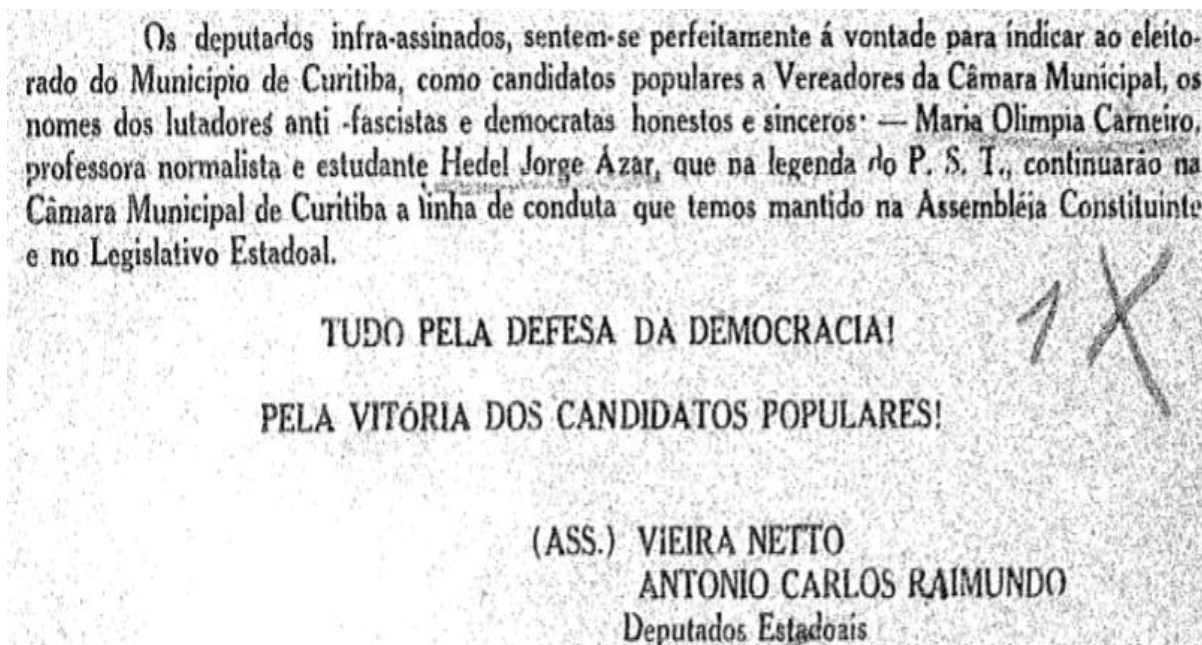 Os deputados infra-assinados, sentem-se perfeitamente á vontade para indicar ao eleito-
rado do Município de Curitiba, como candidatos populares a Vereadores da Câmara Municipal, os
nomes dos lutadores anti -fascistas e democratas honestos e sinceros· — Maria Olimpia Carneiro,
professora normalista e estudante Hedel Jorge Ázar, que na legenda do P. S. T., continuarão na
Câmara Municipal de Curitiba a linha de conduta que temos mantido na Assembléia Constituinte
e no Legislativo Estadoal.
TUDO PELA DEFESA DA DEMOCRACIA!
1 X
PELA VITÓRIA DOS CANDIDATOS POPULARES!
(ASS.) VIEIRA NETTO
ANTONIO CARLOS RAIMUNDO
Deputados Estadoais